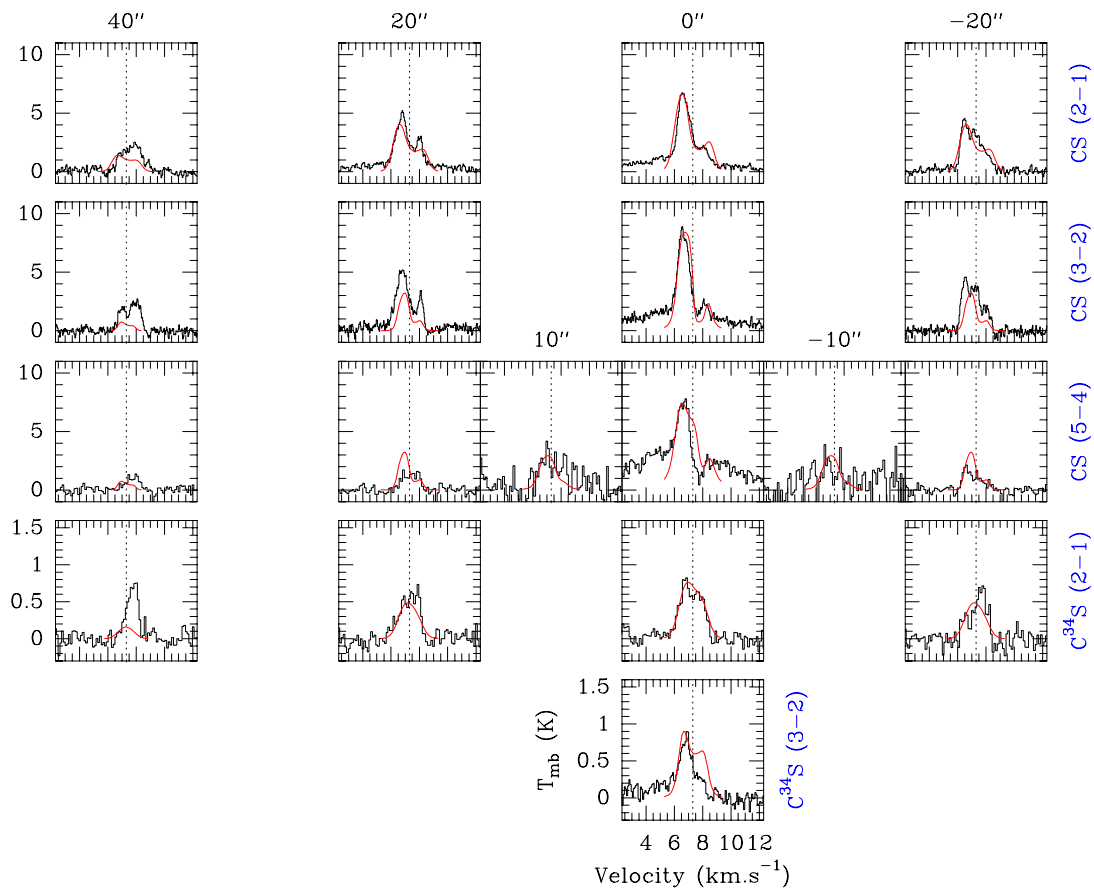 40″ 20″ 0″ −20″
10
5
0
CS (2−1)
10
5
0
CS (3−2)
10″ −10″
10
5
0
CS (5−4)
1.5
1
0.5
0
C³⁴S (2−1)
1.5
1
0.5
0
T_mb (K)
C³⁴S (3−2)
4 6 8 10 12
Velocity (km.s⁻¹)